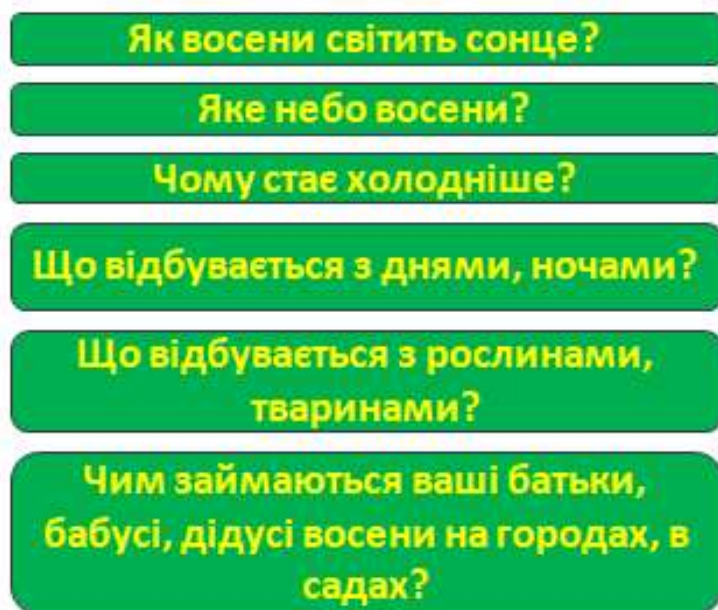 Як восени світить сонце?
Яке небо восени?
Чому стає холодніше?
Що відбувається з днями, ночами?
Що відбувається з рослинами,
тваринами?
Чим займаються ваші батьки,
бабусі, дідусі восени на городах, в
садах?